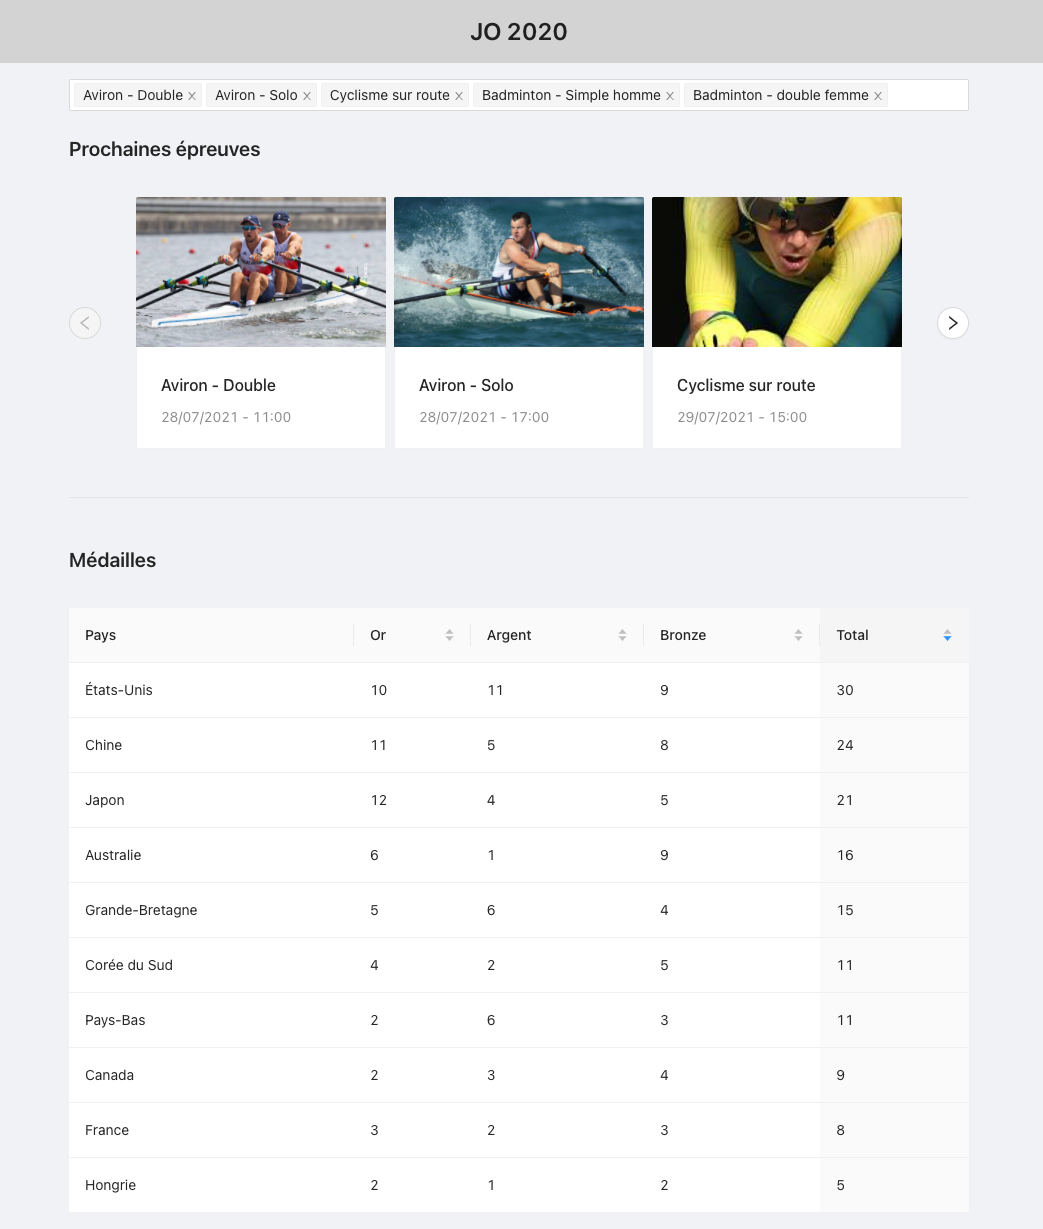 JO 2020
Aviron - Double Aviron - Solo Cyclisme sur route Badminton - Simple homme Badminton - double femme
Prochaines épreuves
Aviron - Double
28/07/2021 - 11:00
Aviron - Solo
28/07/2021 - 17:00
Cyclisme sur route
29/07/2021 - 15:00
Médailles
Pays Or Argent Bronze Total
États-Unis 10 11 9 30
Chine 11 5 8 24
Japon 12 4 5 21
Australie 6 1 9 16
Grande-Bretagne 5 6 4 15
Corée du Sud 4 2 5 11
Pays-Bas 2 6 3 11
Canada 2 3 4 9
France 3 2 3 8
Hongrie 2 1 2 5